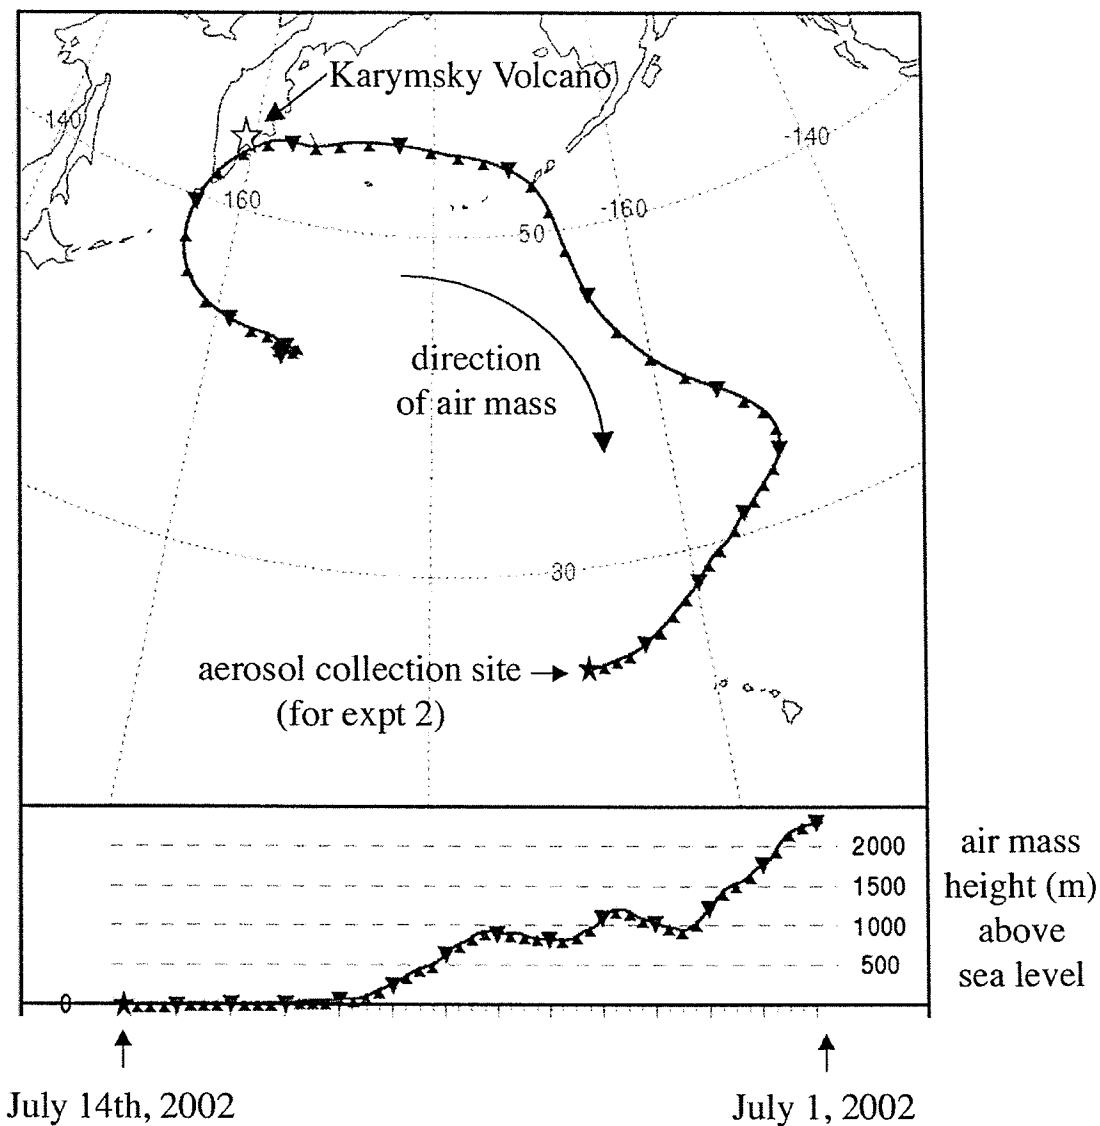 Karymsky Volcano
140
-140
160
-160
50
direction
of air mass
30
aerosol collection site
(for expt 2)
2000
1500
1000
500
0
air mass
height (m)
above
sea level
July 14th, 2002
July 1, 2002